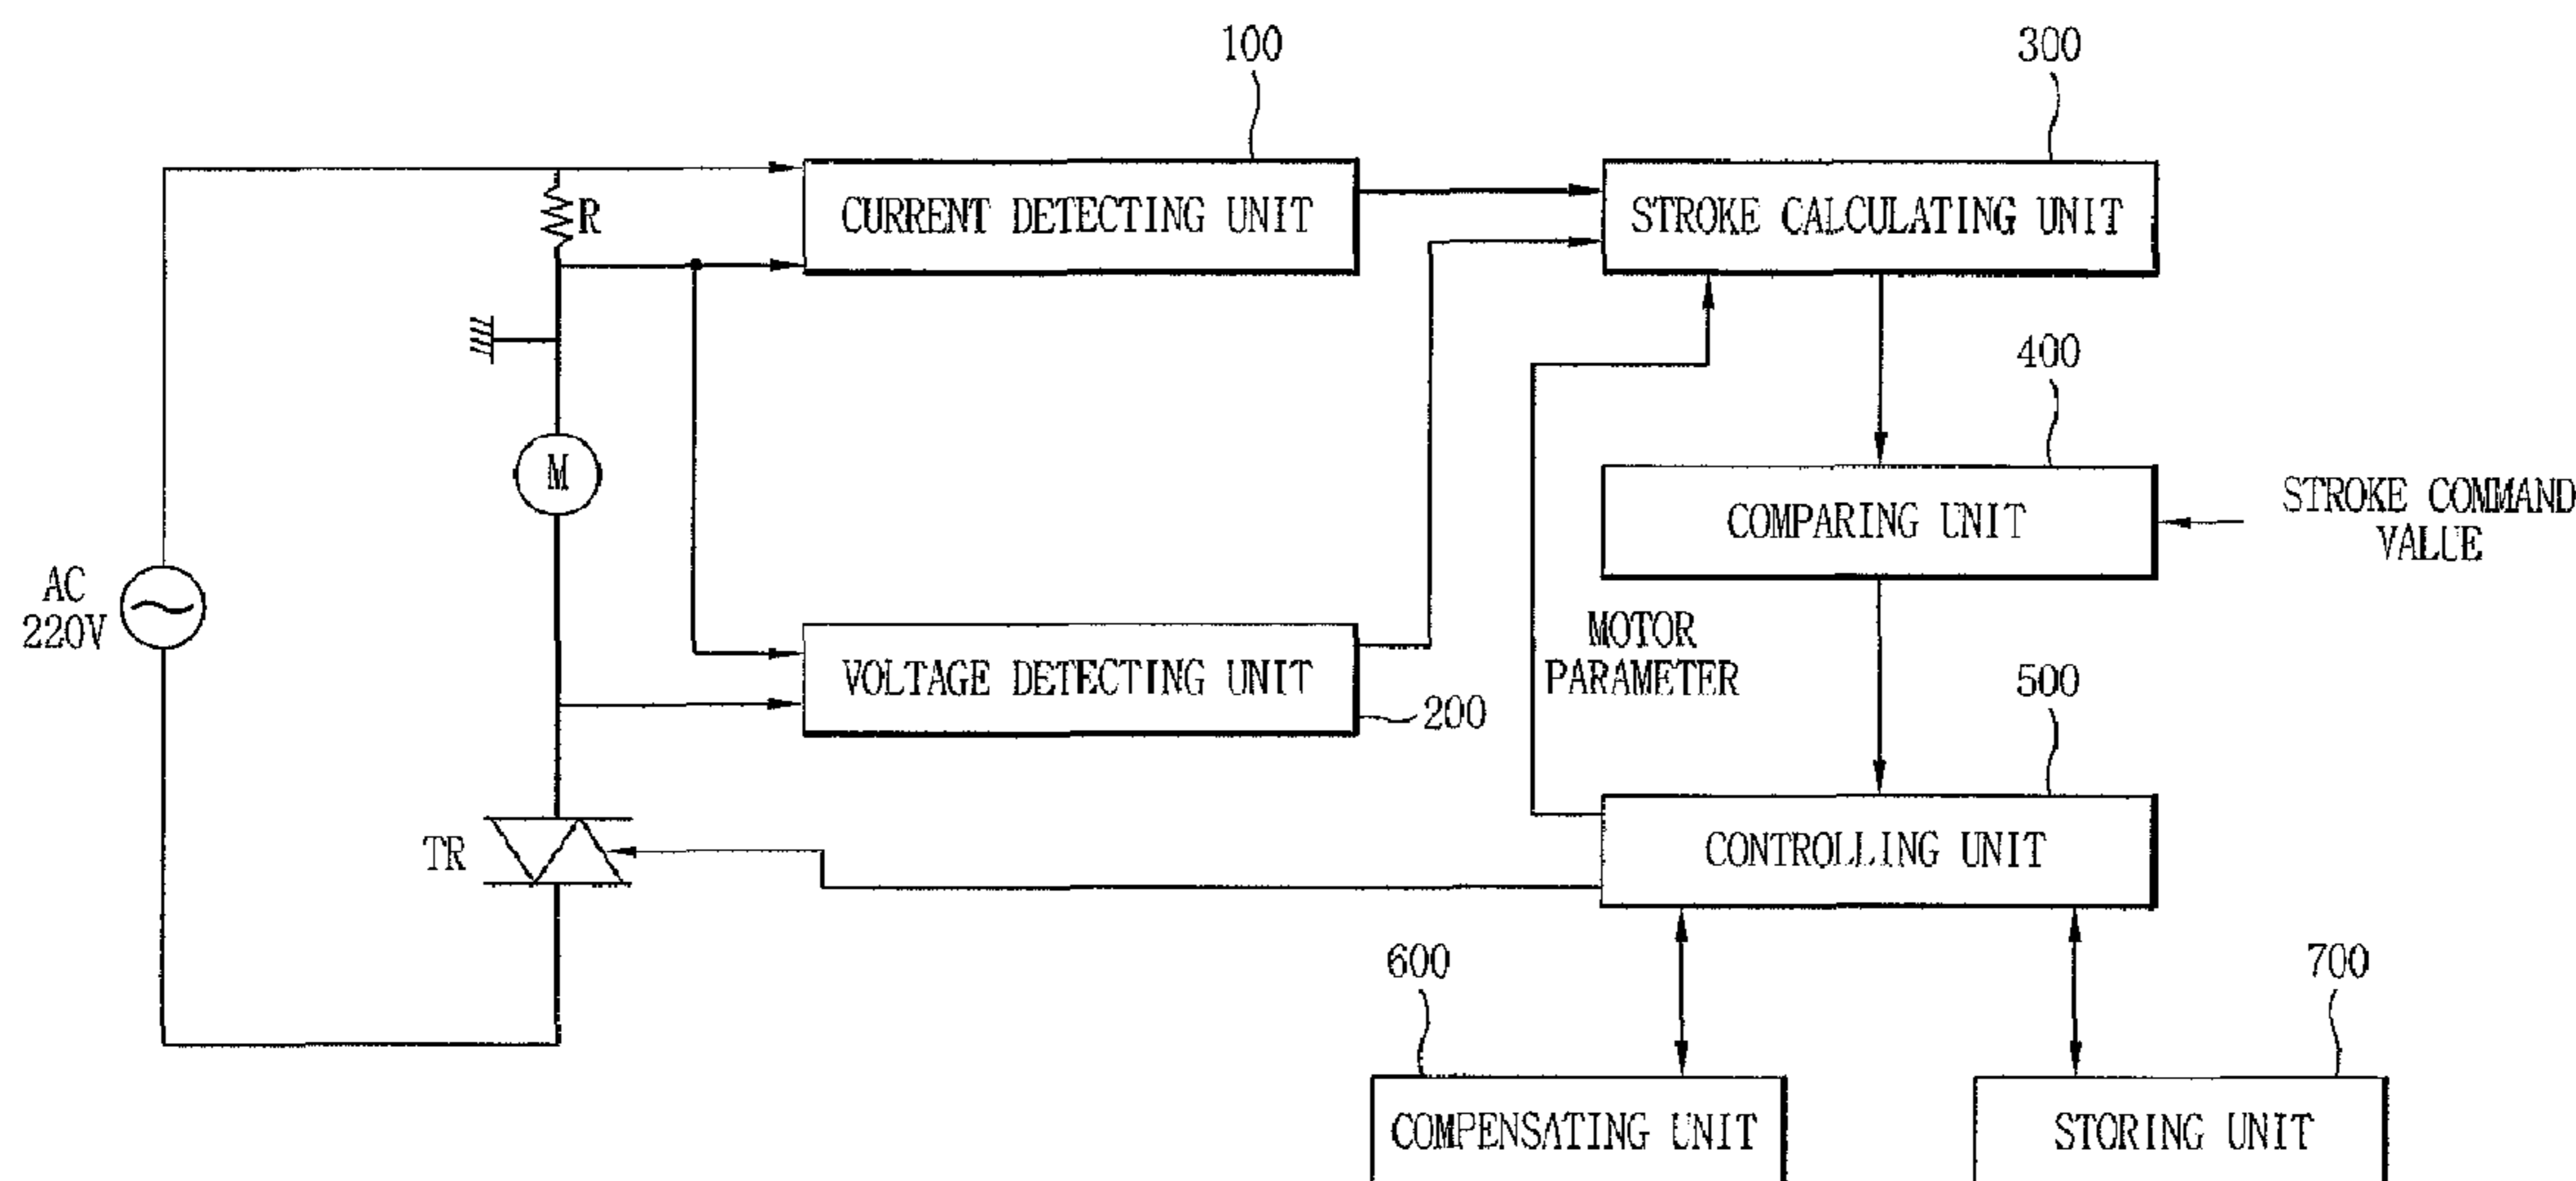 100
300
R
CURRENT DETECTING UNIT
STROKE CALCULATING UNIT
400
M
COMPARING UNIT
STROKE COMMAND
VALUE
AC
220V
MOTOR
PARAMETER
VOLTAGE DETECTING UNIT
200
500
TR
CONTROLLING UNIT
600
700
COMPENSATING UNIT
STORING UNIT